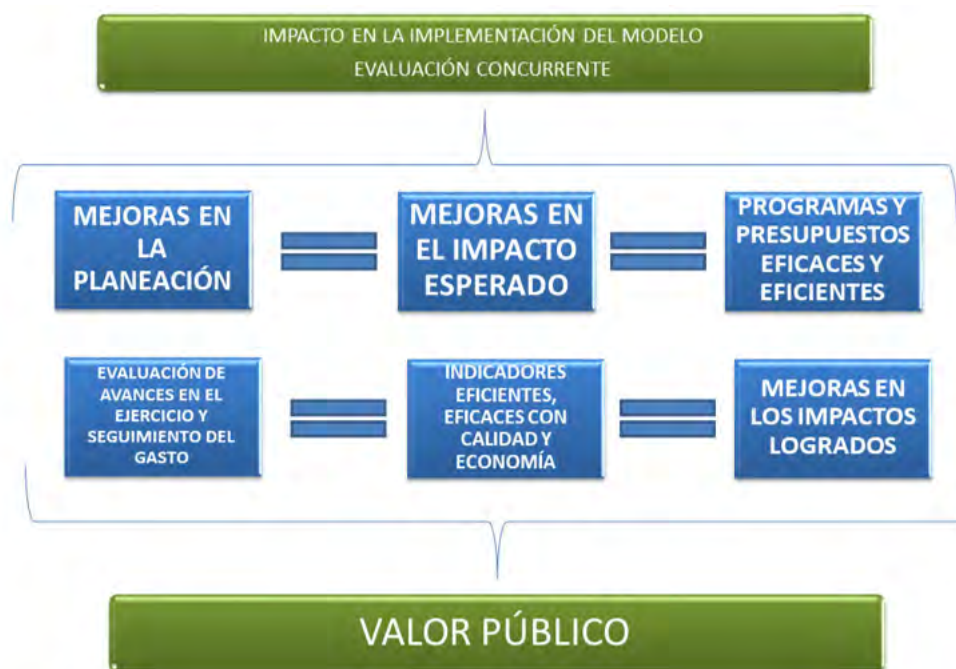 IMPACTO EN LA IMPLEMENTACIÓN DEL MODELO
EVALUACIÓN CONCURRENTE
MEJORAS EN
LA
PLANEACIÓN
MEJORAS EN
EL IMPACTO
ESPERADO
PROGRAMAS Y
PRESUPUESTOS
EFICACES Y
EFICIENTES
EVALUACIÓN DE
AVANCES EN EL
EJERCICIO Y
SEGUIMIENTO DEL
GASTO
INDICADORES
EFICIENTES,
EFICACES CON
CALIDAD Y
ECONOMÍA
MEJORAS EN
LOS IMPACTOS
LOGRADOS
VALOR PÚBLICO